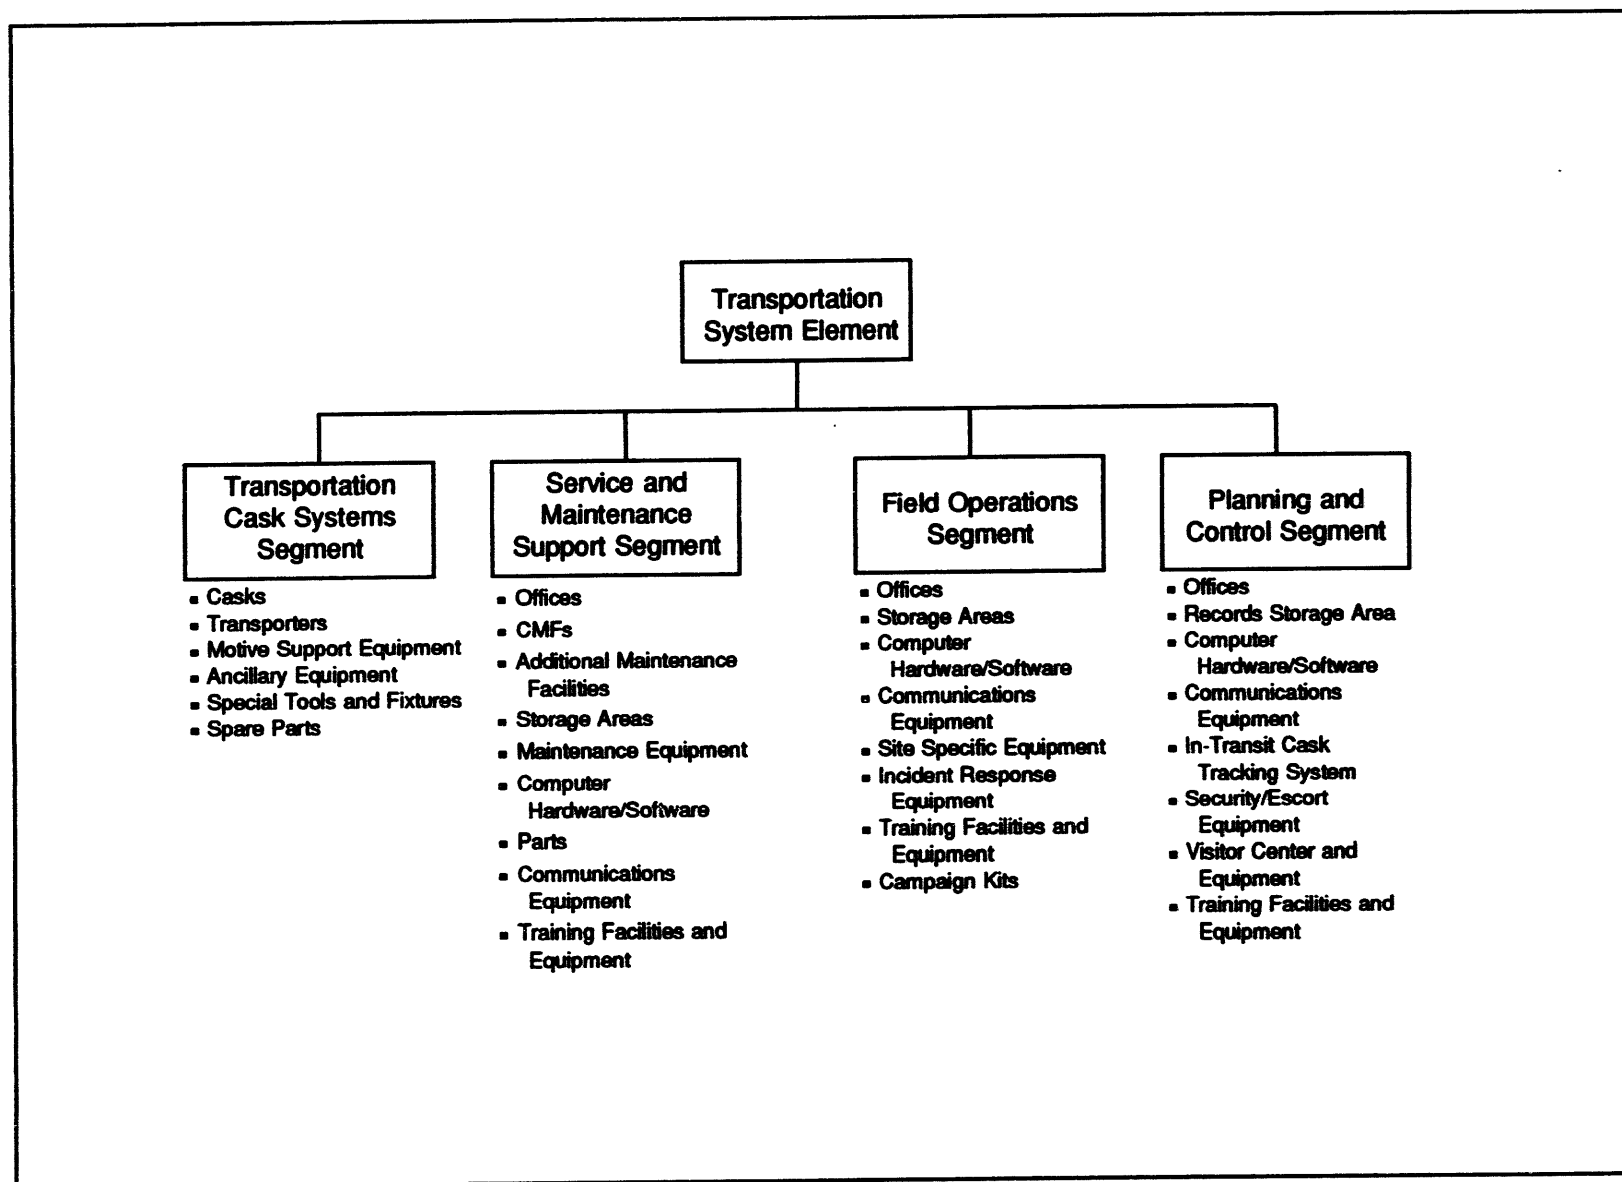 Transportation
System Element
Transportation
Cask Systems
Segment
▪ Casks
▪ Transporters
▪ Motive Support Equipment
▪ Ancillary Equipment
▪ Special Tools and Fixtures
▪ Spare Parts
Service and
Maintenance
Support Segment
▪ Offices
▪ CMFs
▪ Additional Maintenance
Facilities
▪ Storage Areas
▪ Maintenance Equipment
▪ Computer
Hardware/Software
▪ Parts
▪ Communications
Equipment
▪ Training Facilities and
Equipment
Field Operations
Segment
▪ Offices
▪ Storage Areas
▪ Computer
Hardware/Software
▪ Communications
Equipment
▪ Site Specific Equipment
▪ Incident Response
Equipment
▪ Training Facilities and
Equipment
▪ Campaign Kits
Planning and
Control Segment
▪ Offices
▪ Records Storage Area
▪ Computer
Hardware/Software
▪ Communications
Equipment
▪ In-Transit Cask
Tracking System
▪ Security/Escort
Equipment
▪ Visitor Center and
Equipment
▪ Training Facilities and
Equipment